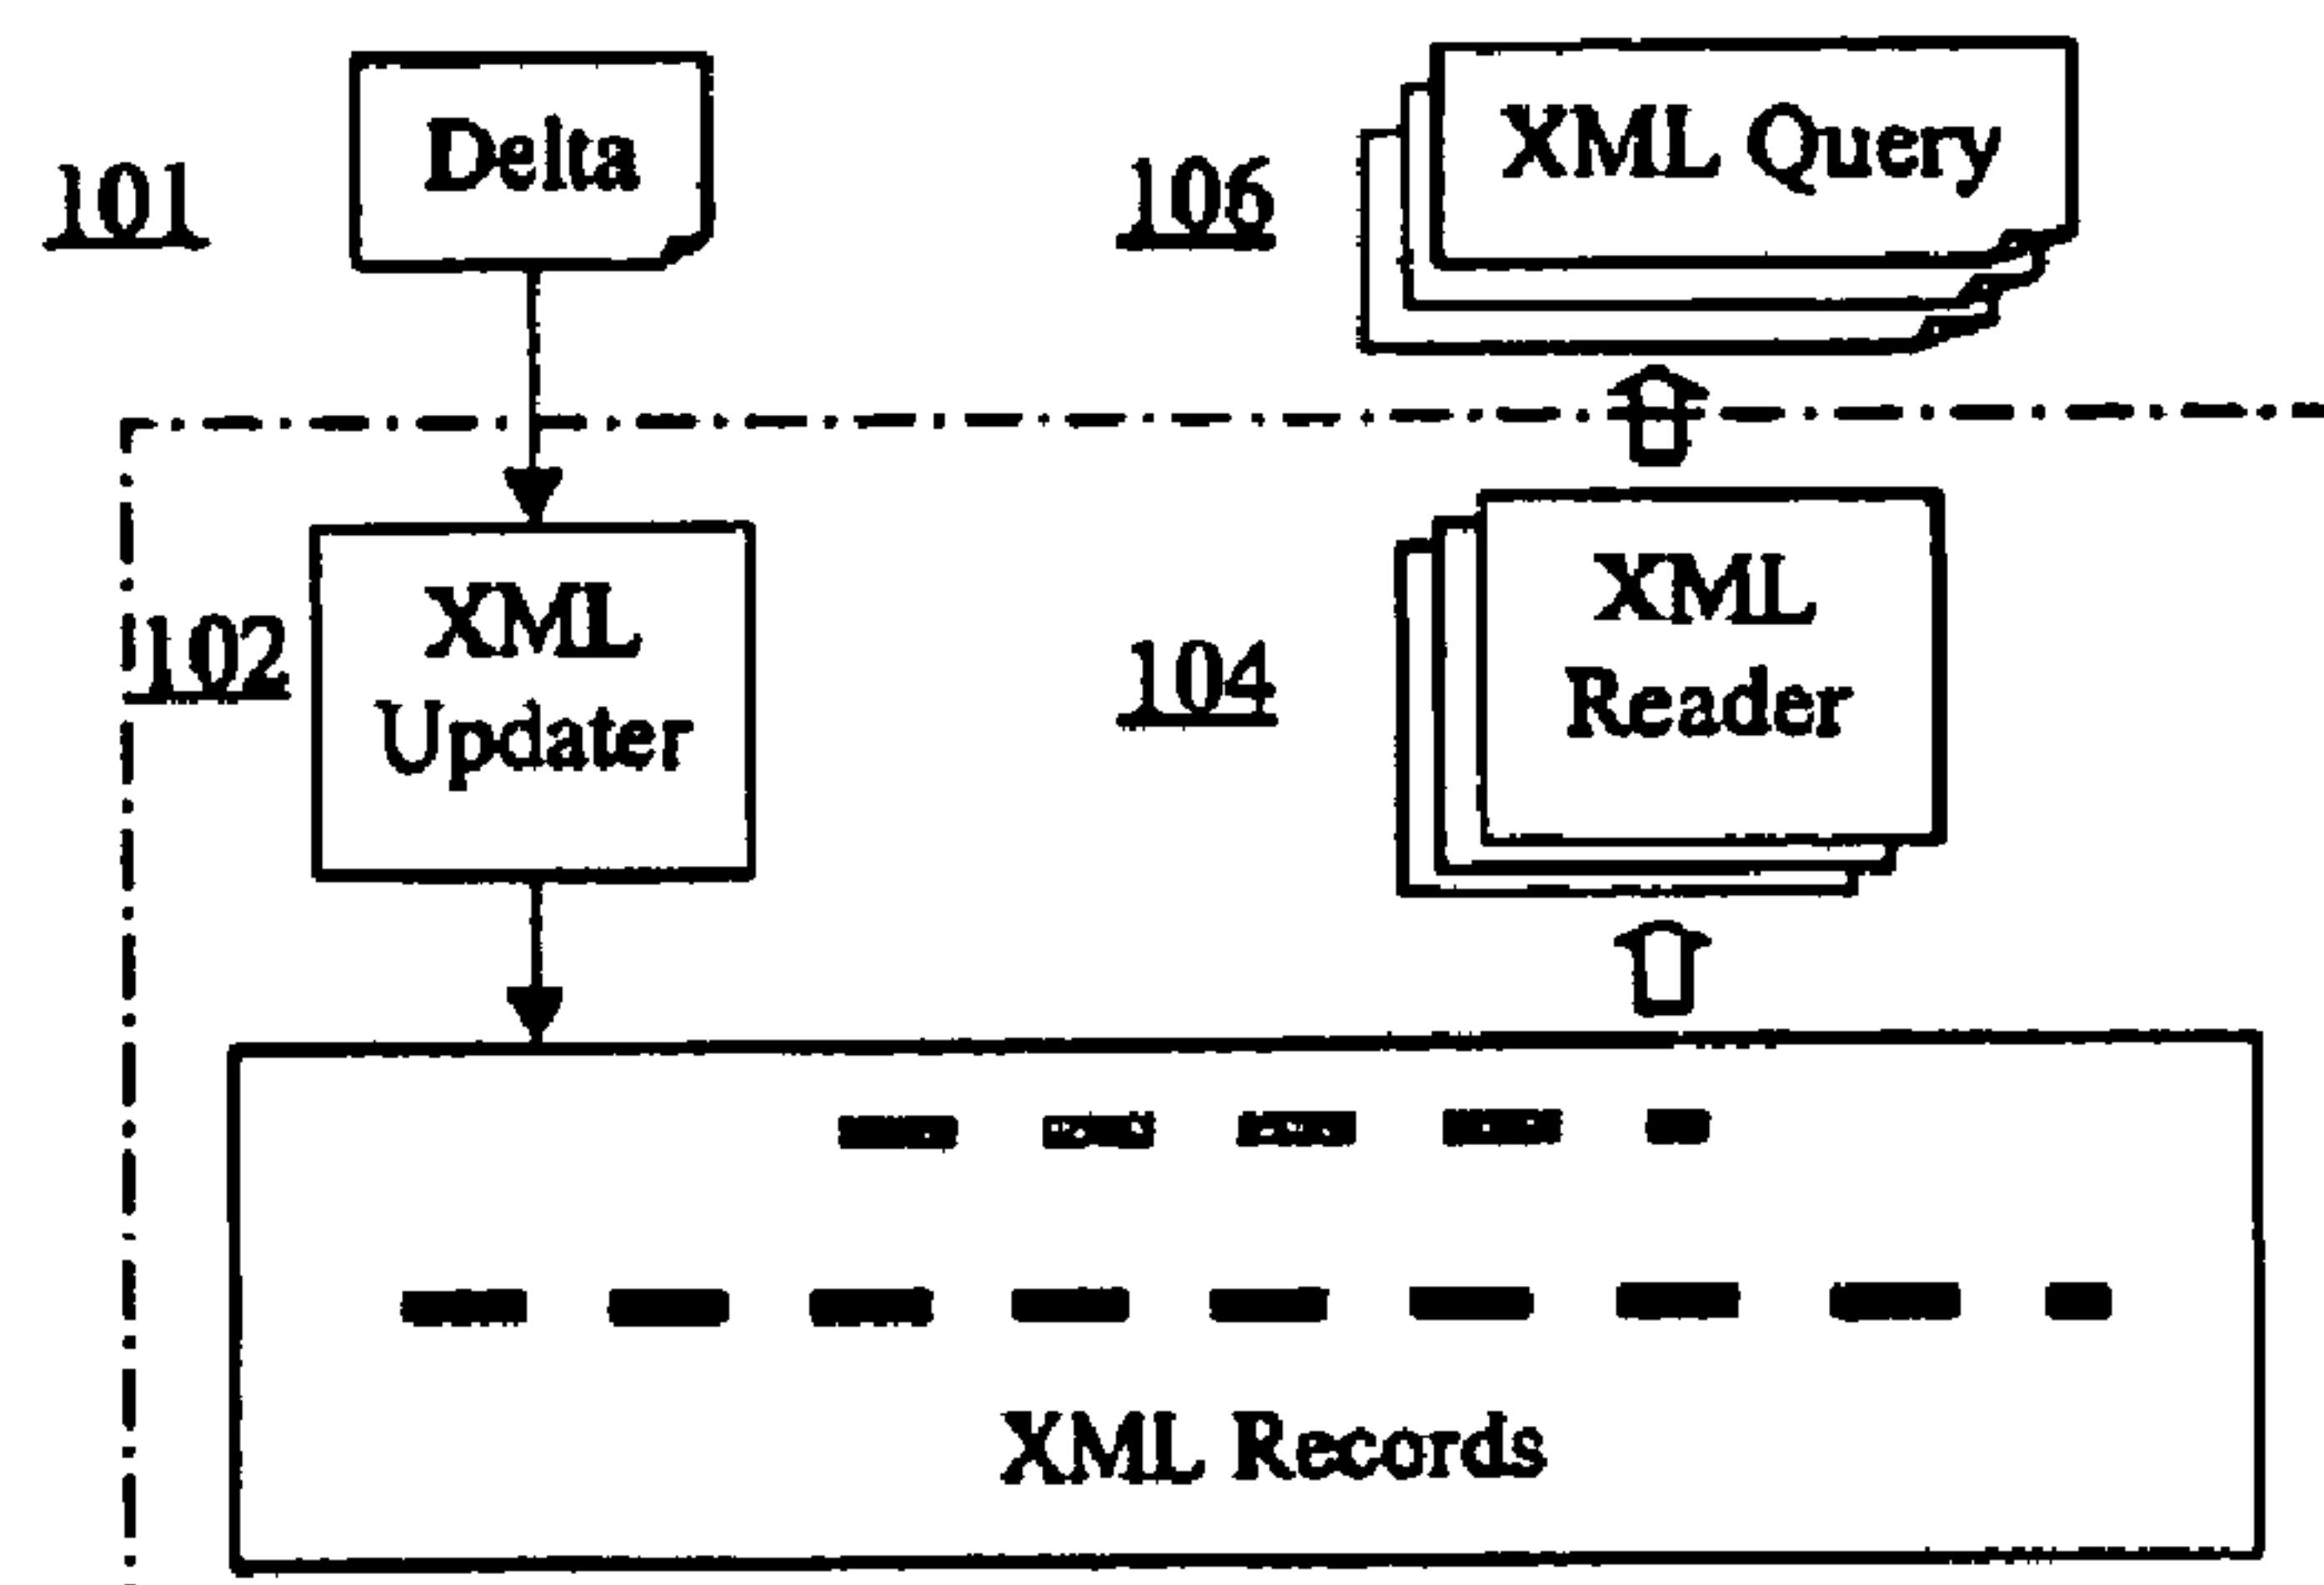 101
Delta
106
XML Query
102
XML
Updater
104
XML
Reader
XML Records